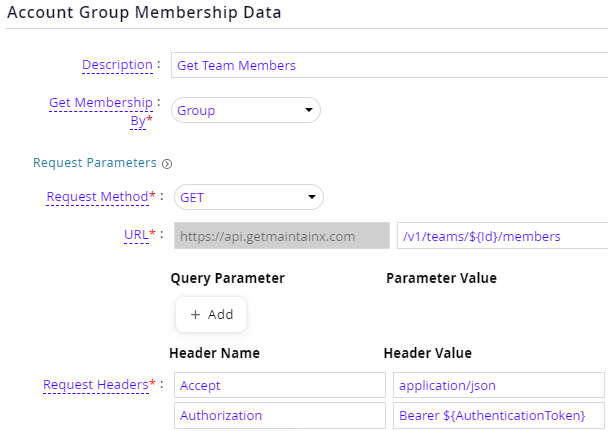 Account Group Membership Data
Description :
Get Team Members
Get Membership :
By*
Group
Request Parameters
Request Method* :
GET
URL* :
https://api.getmaintainx.com
/v1/teams/${Id}/members
Query Parameter
Parameter Value
+ Add
Header Name
Header Value
Request Headers* :
Accept
application/json
Authorization
Bearer ${AuthenticationToken}